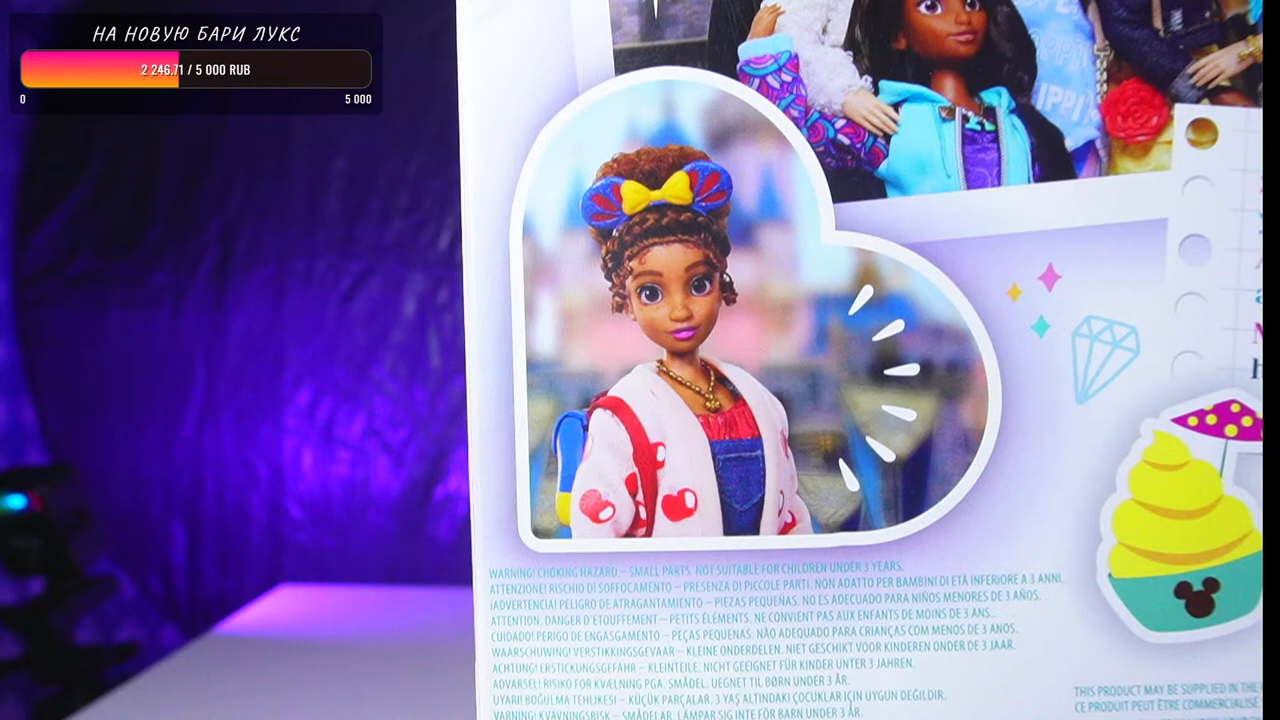 НА НОВУЮ БАРИ ЛУКС
2 246.71 / 5 000 RUB
0
5 000
WARNING! CHOKING HAZARD – SMALL PARTS. NOT SUITABLE FOR CHILDREN UNDER 3 YEARS.
ATTENZIONE! RISCHIO DI SOFFOCAMENTO – PRESENZA DI PICCOLE PARTI. NON ADATTO PER BAMBINI DI ETÀ INFERIORE A 3 ANNI.
¡ADVERTENCIA! PELIGRO DE ATRAGANTAMIENTO – PIEZAS PEQUEÑAS. NO ES ADECUADO PARA NIÑOS MENORES DE 3 AÑOS.
ATTENTION: DANGER D'ETOUFFEMENT – PETITS ÉLÉMENTS. NE CONVIENT PAS AUX ENFANTS DE MOINS DE 3 ANS..
CUIDADO! PERIGO DE ENGASGAMENTO – PEÇAS PEQUENAS. NÃO ADEQUADO PARA CRIANÇAS COM MENOS DE 3 ANOS.
WAARSCHUWING! VERSTIKKINGSGEVAAR – KLEINE ONDERDELEN. NIET GESCHIKT VOOR KINDEREN ONDER DE 3 JAAR.
ACHTUNG! ERSTICKUNGSGEFAHR – KLEINTEILE. NICHT GEEIGNET FÜR KINDER UNTER 3 JAHREN.
ADVARSEL! RISIKO FOR KVÆLNING PGA. SMÅDEL. UEGNET TIL BØRN UNDER 3 ÅR.
UYARI! BOĞULMA TEHLİKESİ – KÜÇÜK PARÇALAR. 3 YAŞ ALTINDAKİ ÇOCUKLAR İÇİN UYGUN DEĞİLDİR.
VARNING! KVÄVNINGSRISK – SMÅDELAR. LÄMPAR SIG INTE FÖR BARN UNDER 3 ÅR.
THIS PRODUCT MAY BE SUPPLIED IN THE
CE PRODUIT PEUT ÊTRE COMMERCIALISÉ